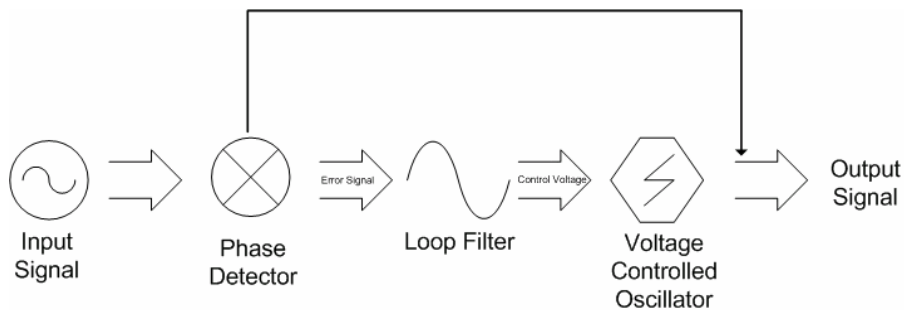 Input
Signal
Phase
Detector
Error Signal
Loop Filter
Control Voltage
Voltage
Controlled
Oscillator
Output
Signal